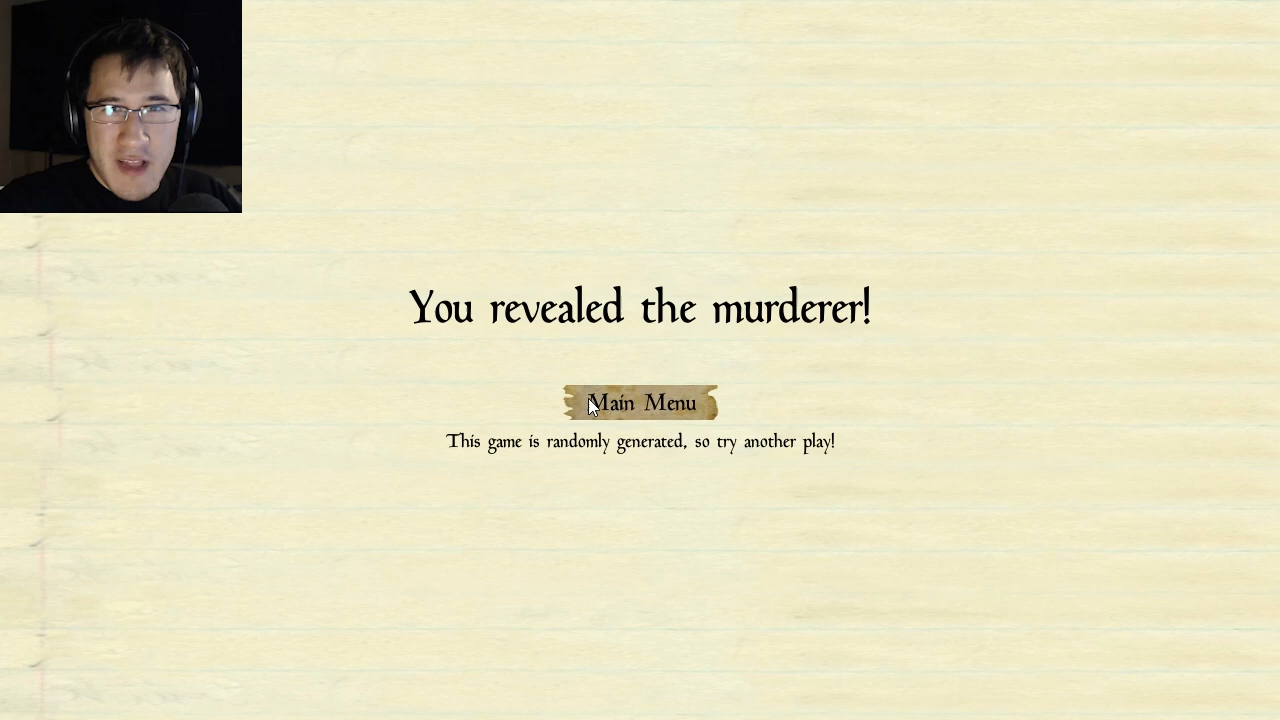 You revealed the murderer!
Main Menu
This game is randomly generated, so try another play!